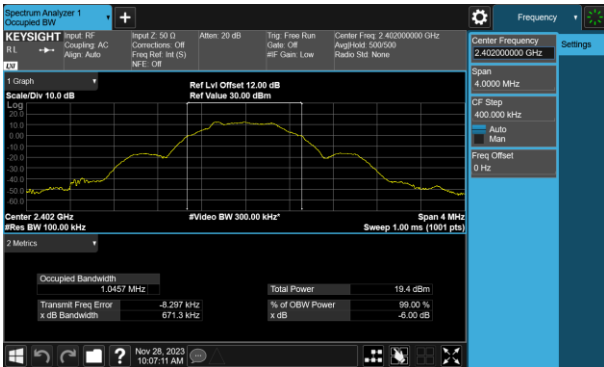 Spectrum Analyzer 1
Occupied BW
+
Frequency
KEYSIGHT
RL
LW
Input: RF
Coupling: AC
Align: Auto
Input Z: 50 Ω
Corrections: Off
Freq Ref: Int (S)
NFE: Off
Atten: 20 dB
Trig: Free Run
Gate: Off
#IF Gain: Low
Center Freq: 2.402000000 GHz
Avg|Hold: 500/500
Radio Std: None
Center Frequency
2.402000000 GHz
Settings
Span
4.0000 MHz
CF Step
400.000 kHz
Auto
Man
Freq Offset
0 Hz
1 Graph
Scale/Div 10.0 dB
Ref Lvl Offset 12.00 dB
Ref Value 30.00 dBm
Log
20.0
10.0
0.00
-10.0
-20.0
-30.0
-40.0
-50.0
-60.0
Center 2.402 GHz
#Video BW 300.00 kHz*
Span 4 MHz
#Res BW 100.00 kHz
Sweep 1.00 ms (1001 pts)
2 Metrics
Occupied Bandwidth
1.0457 MHz
Total Power 19.4 dBm
Transmit Freq Error -8.297 kHz
% of OBW Power 99.00 %
x dB Bandwidth 671.3 kHz
x dB -6.00 dB
?
Nov 28, 2023
10:07:11 AM